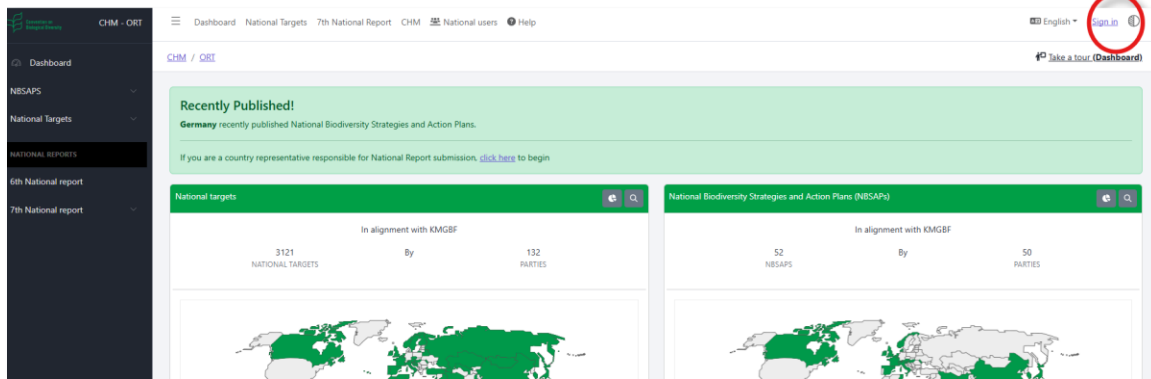 Convention on
Biological Diversity
CHM - ORT
Dashboard National Targets 7th National Report CHM National users Help
English
Sign in
Dashboard
NBSAPS
National Targets
NATIONAL REPORTS
6th National report
7th National report
CHM / ORT
Take a tour (Dashboard)
Recently Published!
Germany recently published National Biodiversity Strategies and Action Plans.
If you are a country representative responsible for National Report submission, click here to begin
National targets
In alignment with KMGBF
3121 By 132
NATIONAL TARGETS PARTIES
National Biodiversity Strategies and Action Plans (NBSAPs)
In alignment with KMGBF
52 By 50
NBSAPS PARTIES